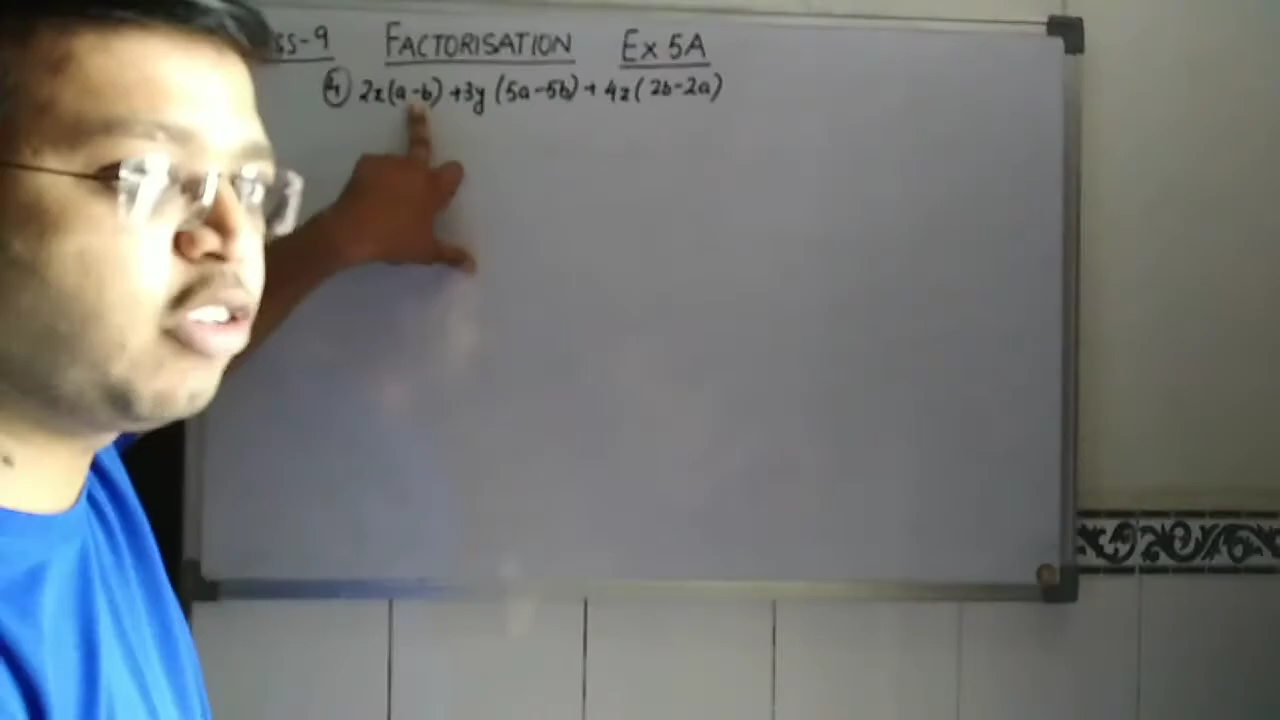 ss-9 FACTORISATION Ex 5A
④ 2x(a-b) +3y (5a-5b) + 4z(2b-2a)